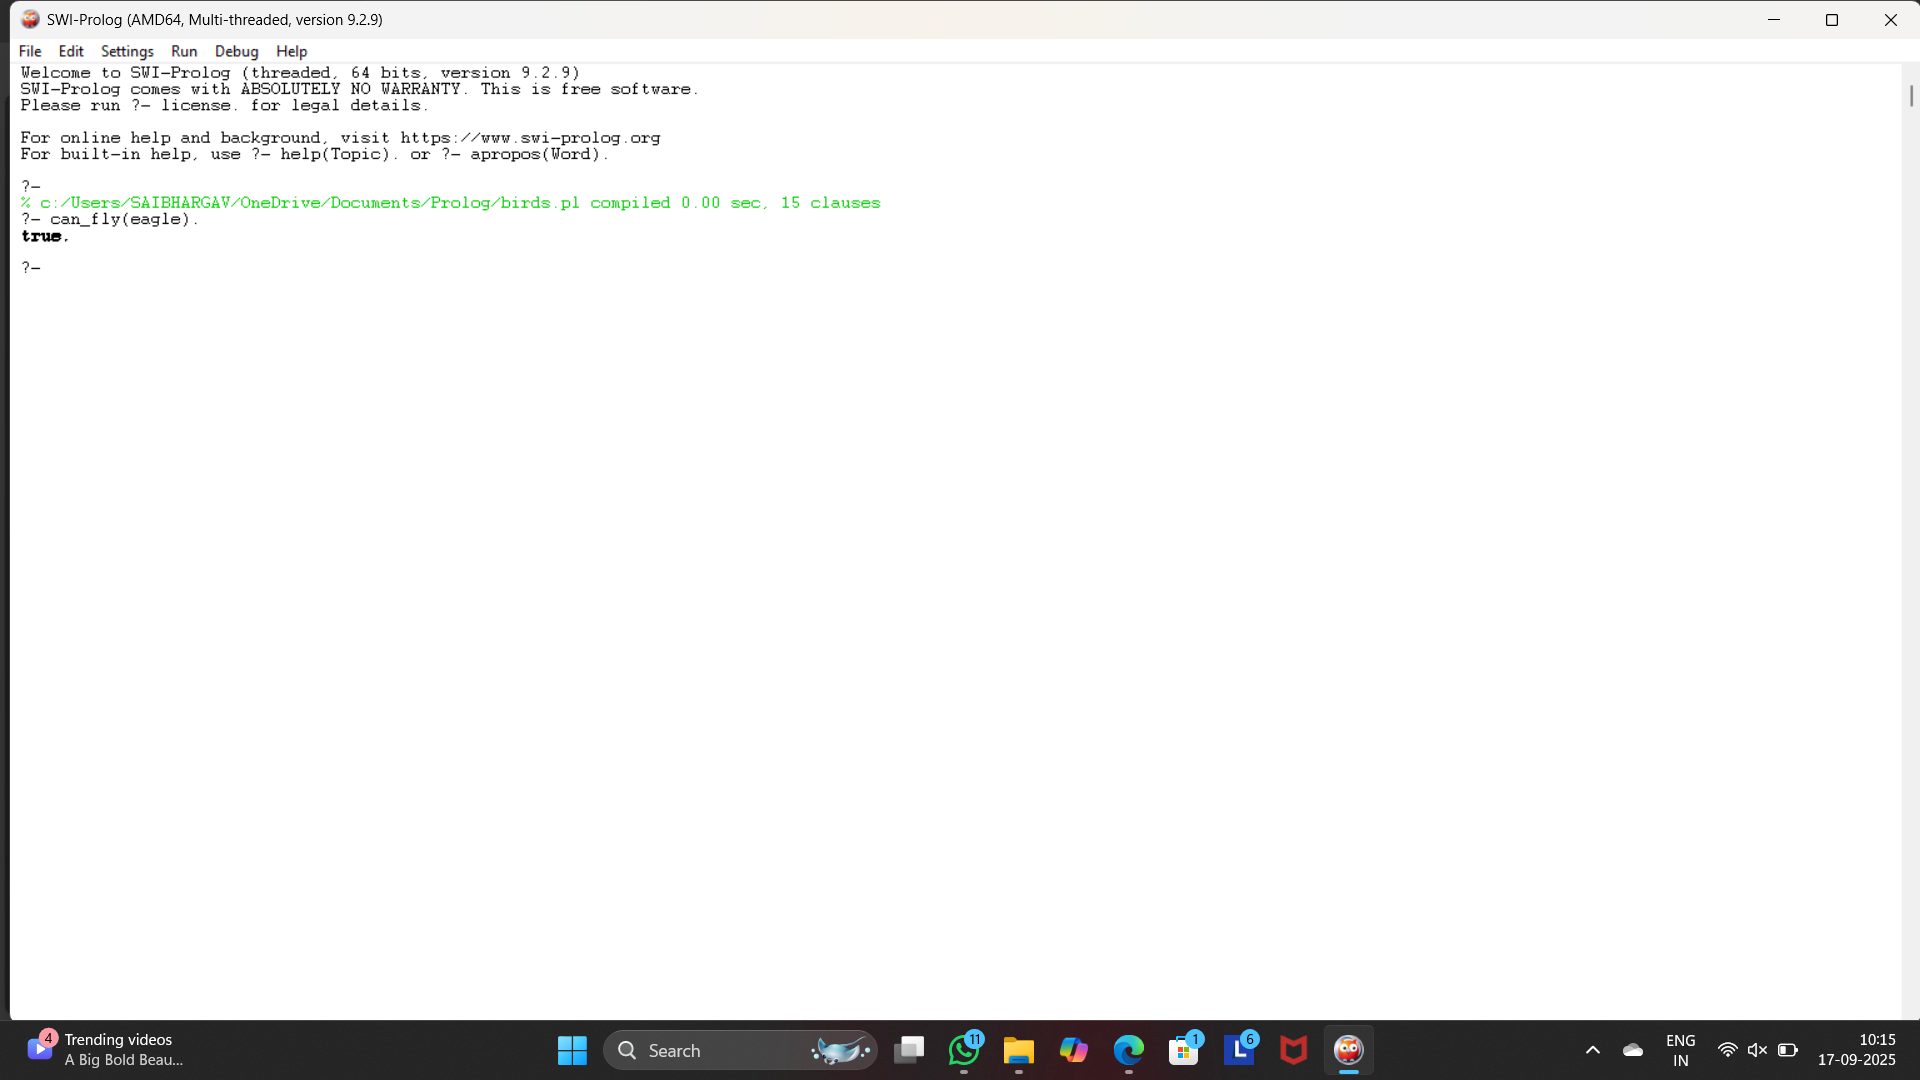 SWI-Prolog (AMD64, Multi-threaded, version 9.2.9)
File Edit Settings Run Debug Help
Welcome to SWI-Prolog (threaded, 64 bits, version 9.2.9)
SWI-Prolog comes with ABSOLUTELY NO WARRANTY. This is free software.
Please run ?- license. for legal details.
For online help and background, visit https://www.swi-prolog.org
For built-in help, use ?- help(Topic). or ?- apropos(Word).
?-
% c:/Users/SAIBHARGAV/OneDrive/Documents/Prolog/birds.pl compiled 0.00 sec, 15 clauses
?- can_fly(eagle).
true.
?-
4
Trending videos
A Big Bold Beau...
Search
11
1
L 6
ENG
IN
10:15
17-09-2025